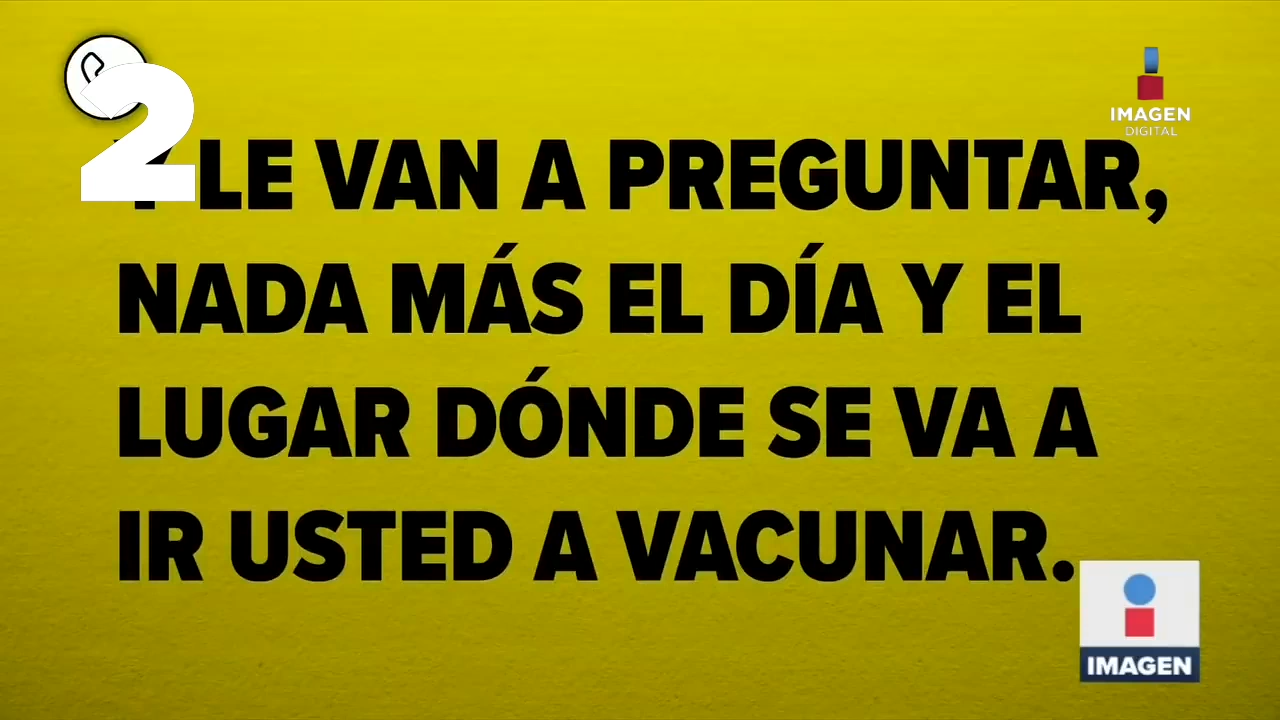 2
IMAGEN
DIGITAL
Y LE VAN A PREGUNTAR,
NADA MÁS EL DÍA Y EL
LUGAR DÓNDE SE VA A
IR USTED A VACUNAR.
IMAGEN